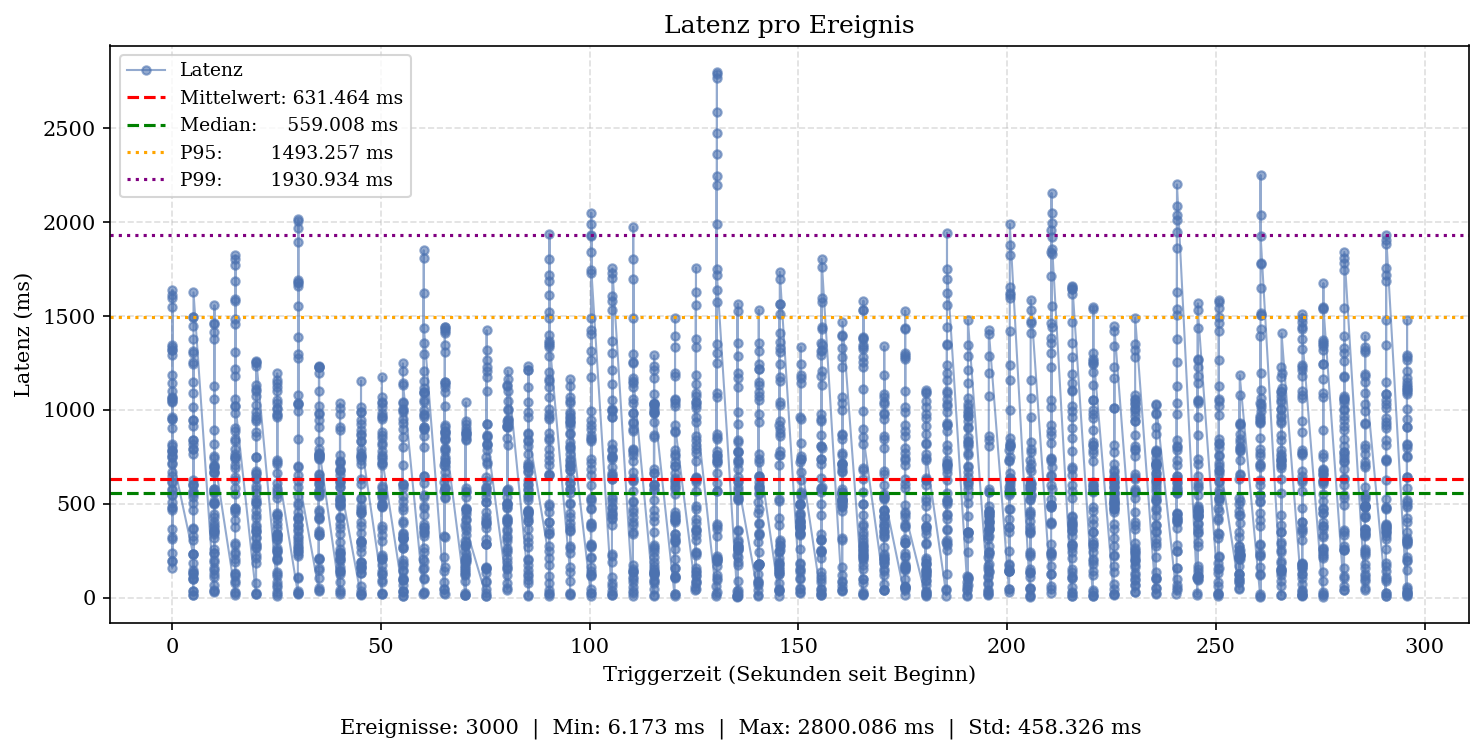 Latenz pro Ereignis
Latenz
Mittelwert: 631.464 ms
Median: 559.008 ms
P95: 1493.257 ms
P99: 1930.934 ms
Latenz (ms)
2500
2000
1500
1000
500
0
0 50 100 150 200 250 300
Triggerzeit (Sekunden seit Beginn)
Ereignisse: 3000 | Min: 6.173 ms | Max: 2800.086 ms | Std: 458.326 ms